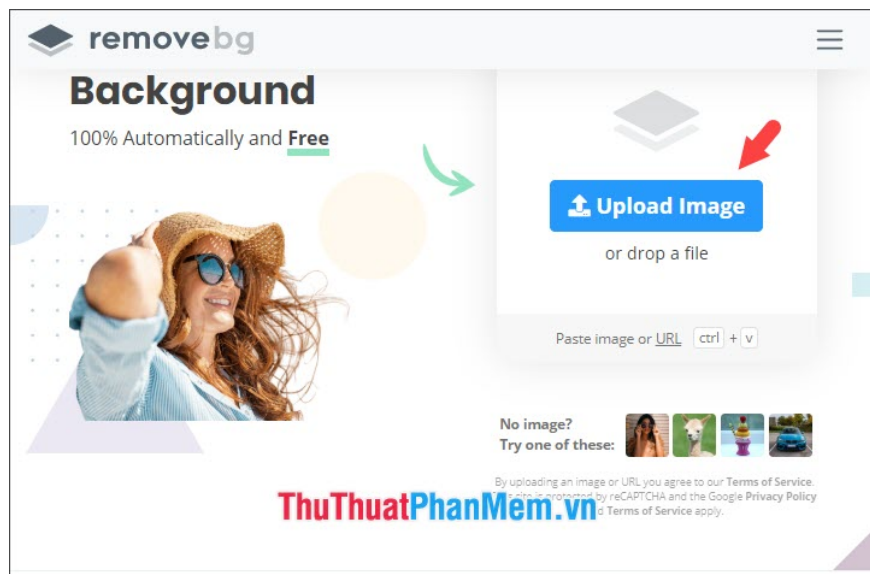 removebg
Background
100% Automatically and Free
Upload Image
or drop a file
Paste image or URL ctrl + v
No image?
Try one of these:
By uploading an image or URL you agree to our Terms of Service.
site is protected by reCAPTCHA and the Google Privacy Policy
Terms of Service apply.
ThuThuatPhanMem.vn